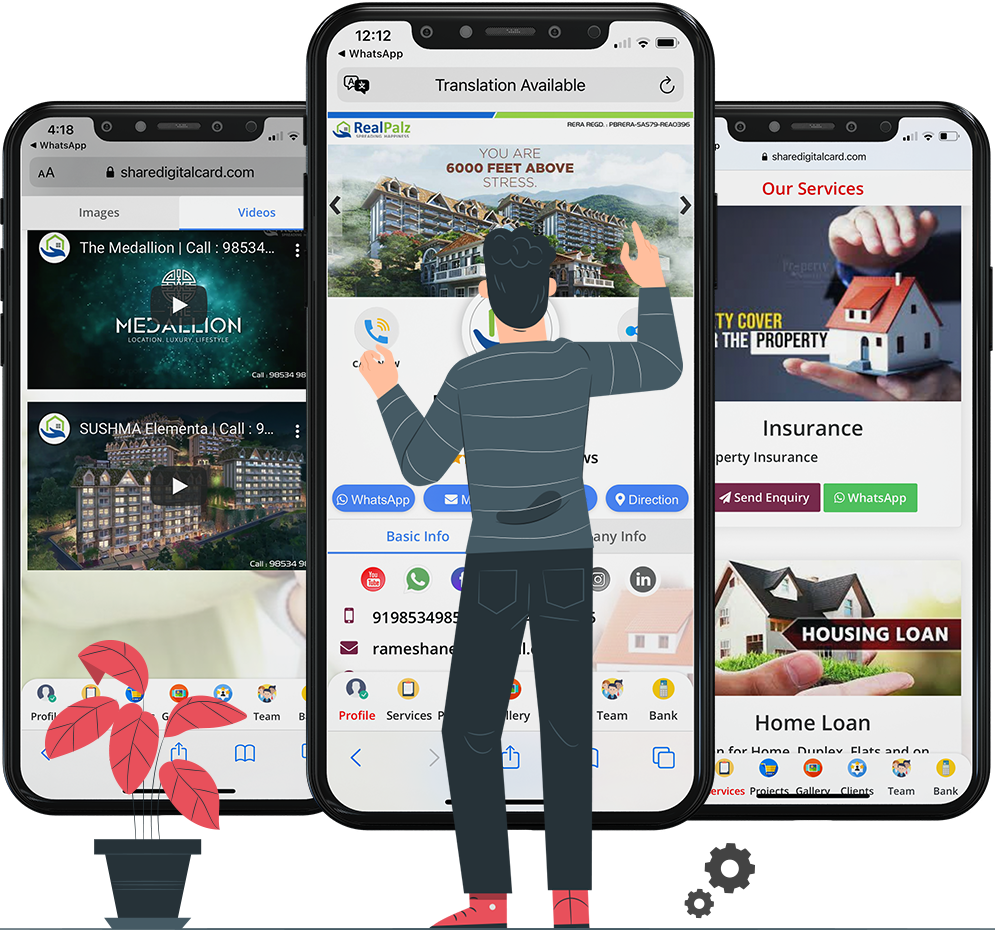 4:18
◀ WhatsApp
AA sharedigitalcard.com
Images Videos
The Medallion | Call : 98534...
MEDALLION
LOCATION. LUXURY. LIFESTYLE
Call : 98534 98
SUSHMA Elementa | Call : 9...
Call : 98534 98
Team
12:12
◀ WhatsApp
Translation Available
RealPalz
SPREADING HAPPINESS
RERA REGD. : PBRERA-SAS79-REA0396
YOU ARE
6000 FEET ABOVE
STRESS.
WhatsApp
Direction
Basic Info
any Info
You
Tube
in
9198534985
rameshane
Profile Services
Team Bank
sharedigitalcard.com
Our Services
TY COVER
THE PROPERTY
Insurance
perty Insurance
Send Enquiry WhatsApp
HOUSING LOAN
Home Loan
n for Home, Duplex, Flats and on
ervices Projects Gallery Clients Team Bank